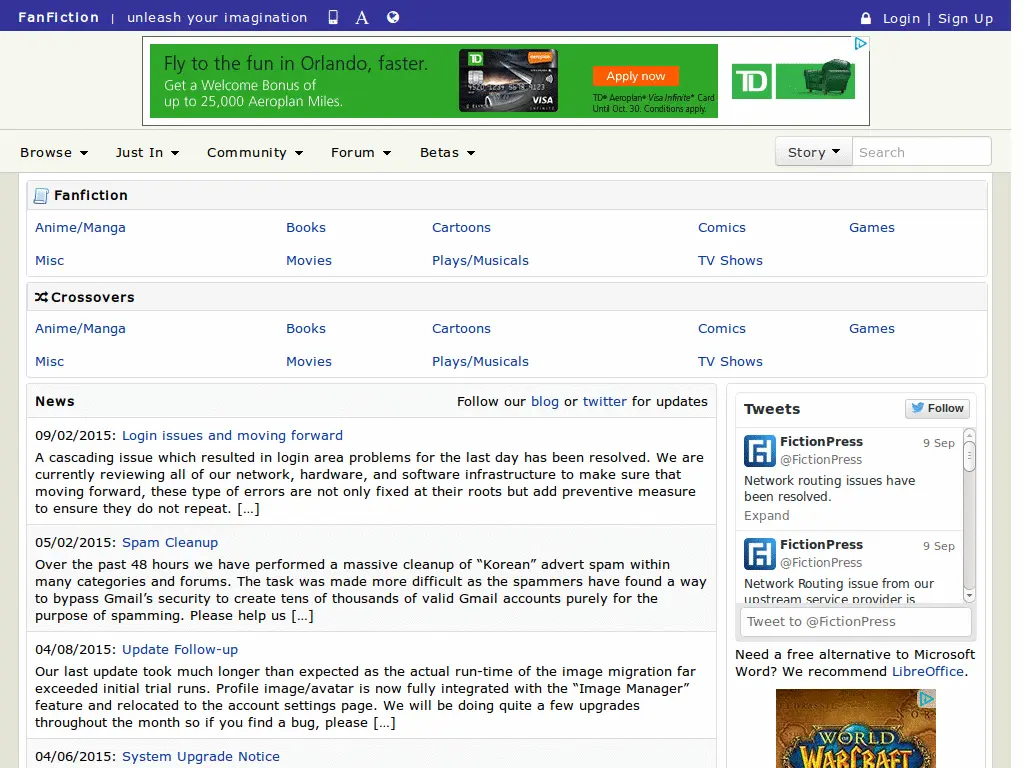 FanFiction | unleash your imagination A Login | Sign Up
Fly to the fun in Orlando, faster.
Get a Welcome Bonus of
up to 25,000 Aeroplan Miles.
TD
VISA
Apply now
TD® Aeroplan® Visa Infinite* Card
Until Oct. 30. Conditions apply.
TD
Browse Just In Community Forum Betas Story Search
Fanfiction
Anime/Manga Books Cartoons Comics Games
Misc Movies Plays/Musicals TV Shows
Crossovers
Anime/Manga Books Cartoons Comics Games
Misc Movies Plays/Musicals TV Shows
News Follow our blog or twitter for updates
09/02/2015: Login issues and moving forward
A cascading issue which resulted in login area problems for the last day has been resolved. We are
currently reviewing all of our network, hardware, and software infrastructure to make sure that
moving forward, these type of errors are not only fixed at their roots but add preventive measure
to ensure they do not repeat. [...]
05/02/2015: Spam Cleanup
Over the past 48 hours we have performed a massive cleanup of “Korean” advert spam within
many categories and forums. The task was made more difficult as the spammers have found a way
to bypass Gmail’s security to create tens of thousands of valid Gmail accounts purely for the
purpose of spamming. Please help us [...]
04/08/2015: Update Follow-up
Our last update took much longer than expected as the actual run-time of the image migration far
exceeded initial trial runs. Profile image/avatar is now fully integrated with the “Image Manager”
feature and relocated to the account settings page. We will be doing quite a few upgrades
throughout the month so if you find a bug, please [...]
04/06/2015: System Upgrade Notice
Tweets Follow
FictionPress 9 Sep
@FictionPress
Network routing issues have
been resolved.
Expand
FictionPress 9 Sep
@FictionPress
Network Routing issue from our
upstream service provider is
Tweet to @FictionPress
Need a free alternative to Microsoft
Word? We recommend LibreOffice.
WORLD
OF
WARCRAFT